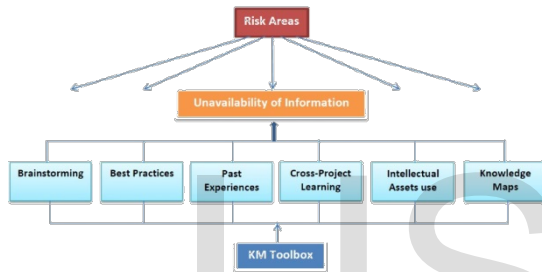 Risk Areas
Unavailability of Information
Brainstorming
Best Practices
Past
Experiences
Cross-Project
Learning
Intellectual
Assets use
Knowledge
Maps
KM Toolbox